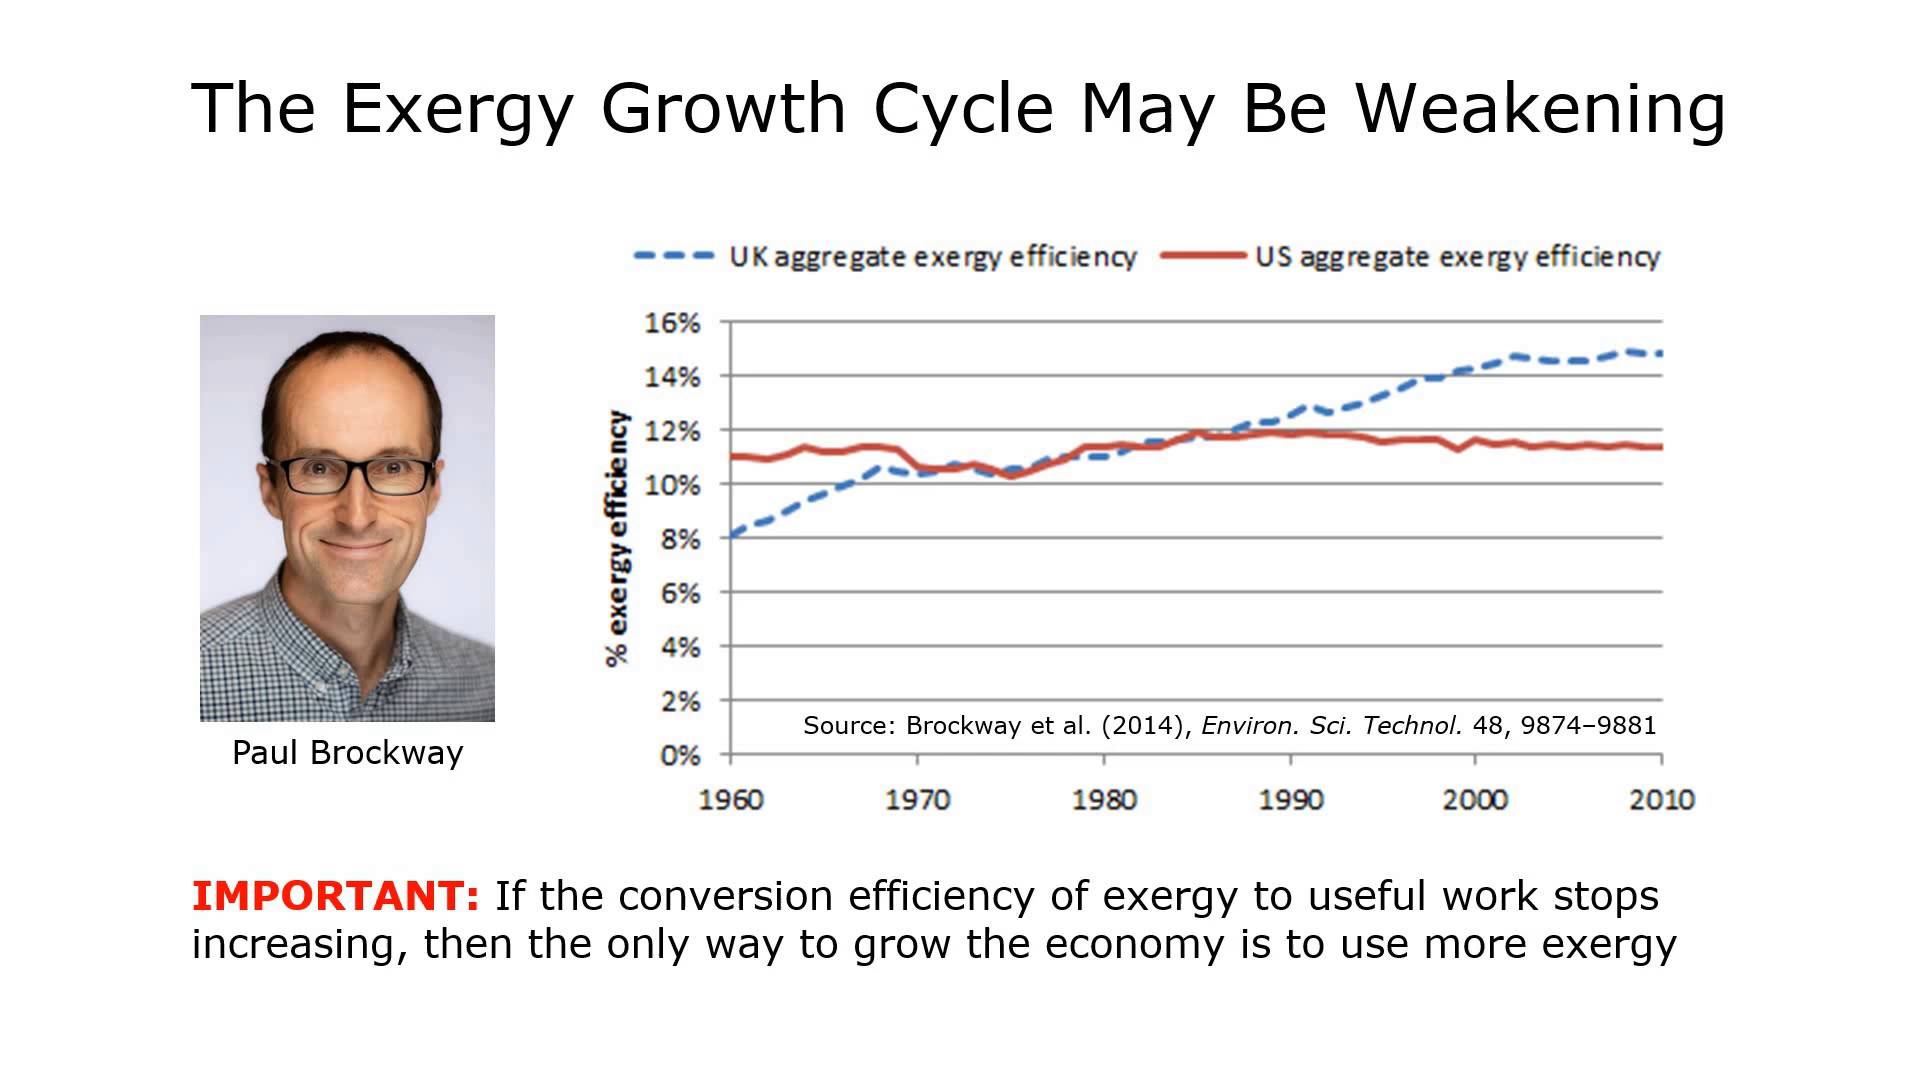 The Exergy Growth Cycle May Be Weakening
UK aggregate exergy efficiency
US aggregate exergy efficiency
% exergy efficiency
16%
14%
12%
10%
8%
6%
4%
2%
0%
Source: Brockway et al. (2014), Environ. Sci. Technol. 48, 9874–9881
1960 1970 1980 1990 2000 2010
Paul Brockway
IMPORTANT: If the conversion efficiency of exergy to useful work stops
increasing, then the only way to grow the economy is to use more exergy